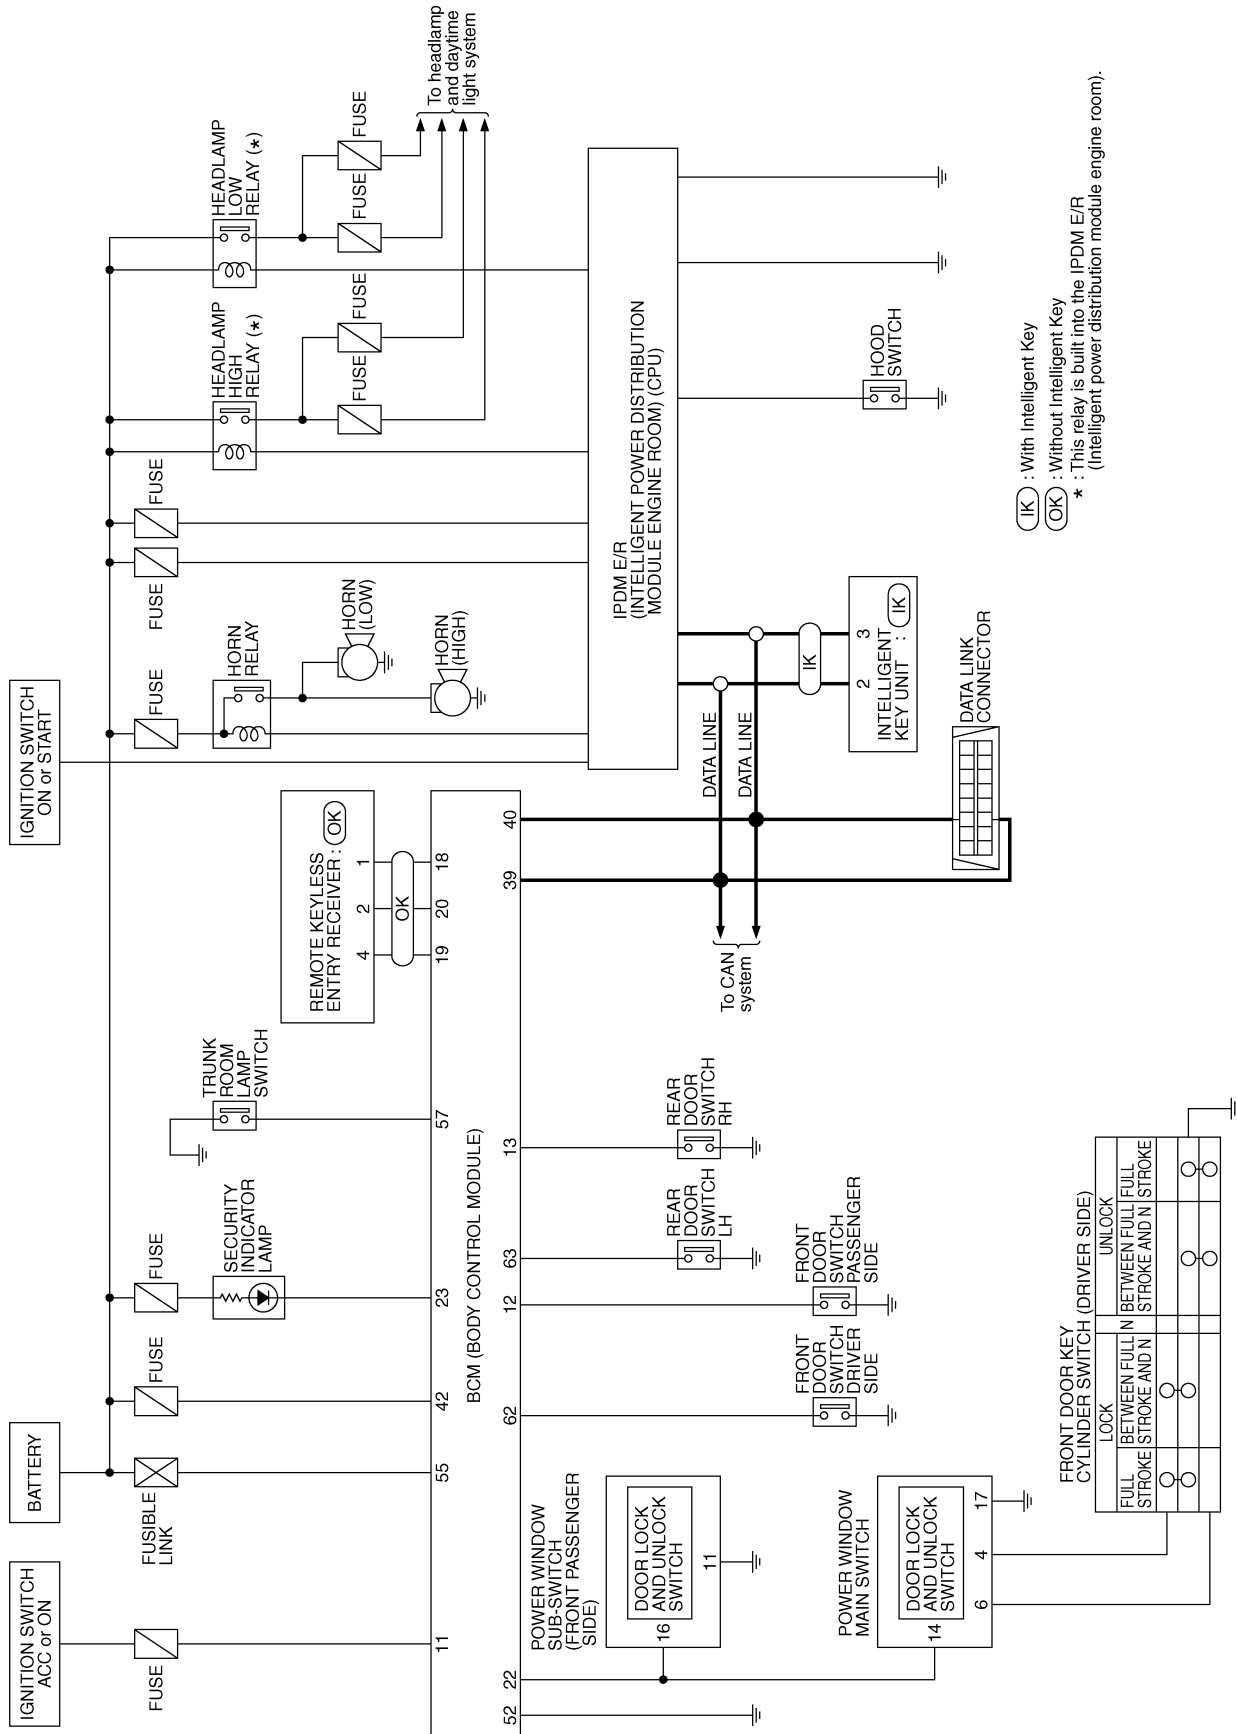 IGNITION SWITCH
ACC or ON
BATTERY
IGNITION SWITCH
ON or START
FUSE
FUSIBLE
LINK
FUSE
FUSE
SECURITY
INDICATOR
LAMP
TRUNK
ROOM
LAMP
SWITCH
REMOTE KEYLESS
ENTRY RECEIVER : OK
4
2
1
OK
FUSE
HORN
RELAY
HORN
(LOW)
HORN
(HIGH)
FUSE
FUSE
HEADLAMP
HIGH
RELAY (*)
FUSE
FUSE
HEADLAMP
LOW
RELAY (*)
FUSE
FUSE
To headlamp
and daytime
light system
11
55
42
23
57
19
20
18
BCM (BODY CONTROL MODULE)
52
22
62
12
63
13
39
40
IPDM E/R
(INTELLIGENT POWER DISTRIBUTION
MODULE ENGINE ROOM) (CPU)
POWER WINDOW
SUB-SWITCH
(FRONT PASSENGER
SIDE)
DOOR LOCK
AND UNLOCK
SWITCH
16
11
REAR
DOOR
SWITCH
LH
REAR
DOOR
SWITCH
RH
FRONT
DOOR
SWITCH
DRIVER
SIDE
FRONT
DOOR
SWITCH
PASSENGER
SIDE
To CAN
system
DATA LINE
DATA LINE
IK
2
3
INTELLIGENT
KEY UNIT : IK
HOOD
SWITCH
DATA LINK
CONNECTOR
POWER WINDOW
MAIN SWITCH
DOOR LOCK
AND UNLOCK
SWITCH
14
6
4
17
FRONT DOOR KEY
CYLINDER SWITCH (DRIVER SIDE)
LOCK
N
UNLOCK
FULL
STROKE
BETWEEN FULL
STROKE AND N
BETWEEN FULL
STROKE AND N
FULL
STROKE
IK : With Intelligent Key
OK : Without Intelligent Key
* : This relay is built into the IPDM E/R
(Intelligent power distribution module engine room).